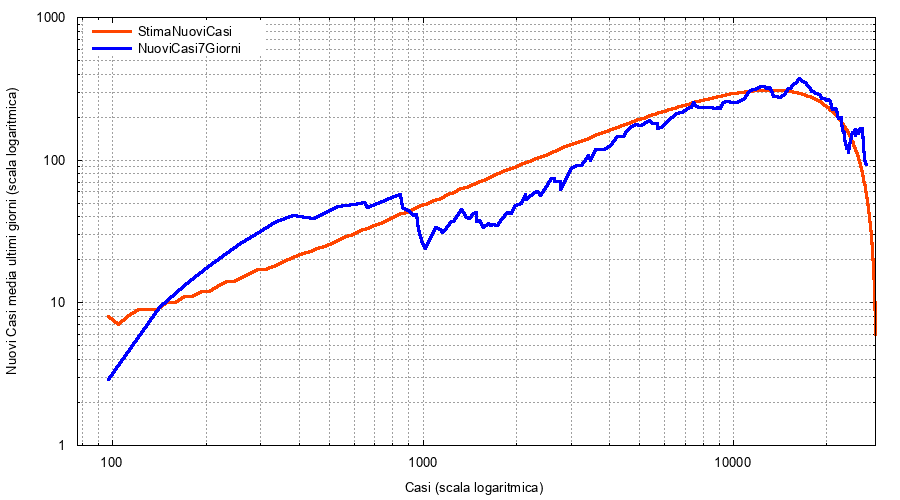 1000
StimaNuoviCasi
NuoviCasi7Giorni
Nuovi Casi media ultimi giorni (scala logaritmica)
100
10
1
100
1000
10000
Casi (scala logaritmica)